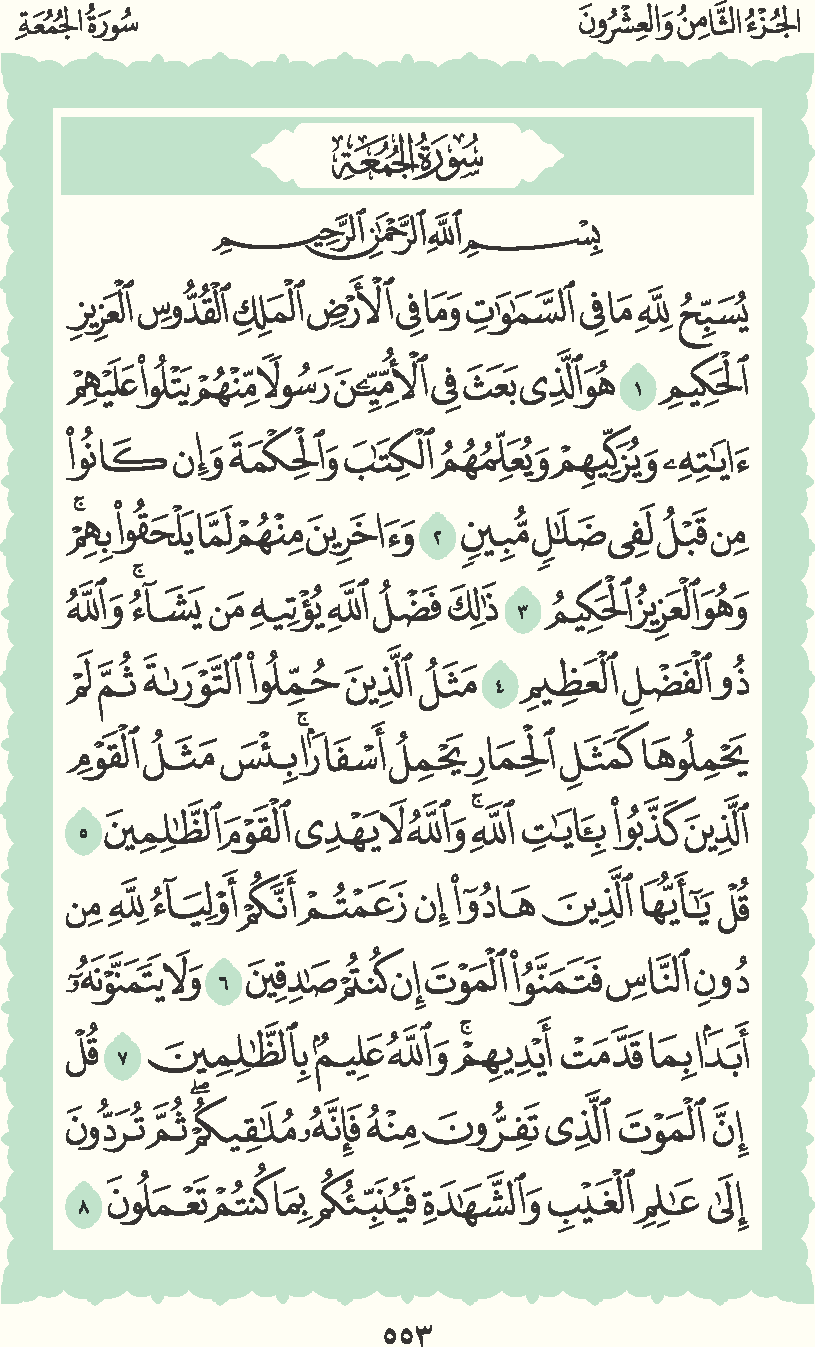 الجُزْءُ الثَّامِنُ وَالعِشْرُونَ
سُورَةُ الجُمُعَةِ
سُورَةُ الجُمُعَةِ
بِسْمِ ٱللَّهِ ٱلرَّحْمَٰنِ ٱلرَّحِيمِ
يُسَبِّحُ لِلَّهِ مَا فِي ٱلسَّمَٰوَٰتِ وَمَا فِي ٱلْأَرْضِ ٱلْمَلِكِ ٱلْقُدُّوسِ ٱلْعَزِيزِ
ٱلْحَكِيمِ ١ هُوَ ٱلَّذِى بَعَثَ فِى ٱلْأُمِّيِّـۧنَ رَسُولًا مِّنْهُمْ يَتْلُوا۟ عَلَيْهِمْ
ءَايَٰتِهِۦ وَيُزَكِّيهِمْ وَيُعَلِّمُهُمُ ٱلْكِتَٰبَ وَٱلْحِكْمَةَ وَإِن كَانُوا۟
مِن قَبْلُ لَفِى ضَلَٰلٍ مُّبِينٍ ٢ وَءَاخَرِينَ مِنْهُمْ لَمَّا يَلْحَقُوا۟ بِهِمْ ۚ
وَهُوَ ٱلْعَزِيزُ ٱلْحَكِيمُ ٣ ذَٰلِكَ فَضْلُ ٱللَّهِ يُؤْتِيهِ مَن يَشَآءُ ۚ وَٱللَّهُ
ذُو ٱلْفَضْلِ ٱلْعَظِيمِ ٤ مَثَلُ ٱلَّذِينَ حُمِّلُوا۟ ٱلتَّوْرَىٰةَ ثُمَّ لَمْ
يَحْمِلُوهَا كَمَثَلِ ٱلْحِمَارِ يَحْمِلُ أَسْفَارًۢا ۚ بِئْسَ مَثَلُ ٱلْقَوْمِ
ٱلَّذِينَ كَذَّبُوا۟ بِـَٔايَٰتِ ٱللَّهِ ۚ وَٱللَّهُ لَا يَهْدِى ٱلْقَوْمَ ٱلظَّٰلِمِينَ ٥
قُلْ يَٰٓأَيُّهَا ٱلَّذِينَ هَادُوٓا۟ إِن زَعَمْتُمْ أَنَّكُمْ أَوْلِيَآءُ لِلَّهِ مِن
دُونِ ٱلنَّاسِ فَتَمَنَّوُا۟ ٱلْمَوْتَ إِن كُنتُمْ صَٰدِقِينَ ٦ وَلَا يَتَمَنَّوْنَهُۥٓ
أَبَدًۢا بِمَا قَدَّمَتْ أَيْدِيهِمْ ۚ وَٱللَّهُ عَلِيمٌۢ بِٱلظَّٰلِمِينَ ٧ قُلْ
إِنَّ ٱلْمَوْتَ ٱلَّذِى تَفِرُّونَ مِنْهُ فَإِنَّهُۥ مُلَٰقِيكُمْ ۖ ثُمَّ تُرَدُّونَ
إِلَىٰ عَٰلِمِ ٱلْغَيْبِ وَٱلشَّهَٰدَةِ فَيُنَبِّئُكُم بِمَا كُنتُمْ تَعْمَلُونَ ٨
٥٥٣